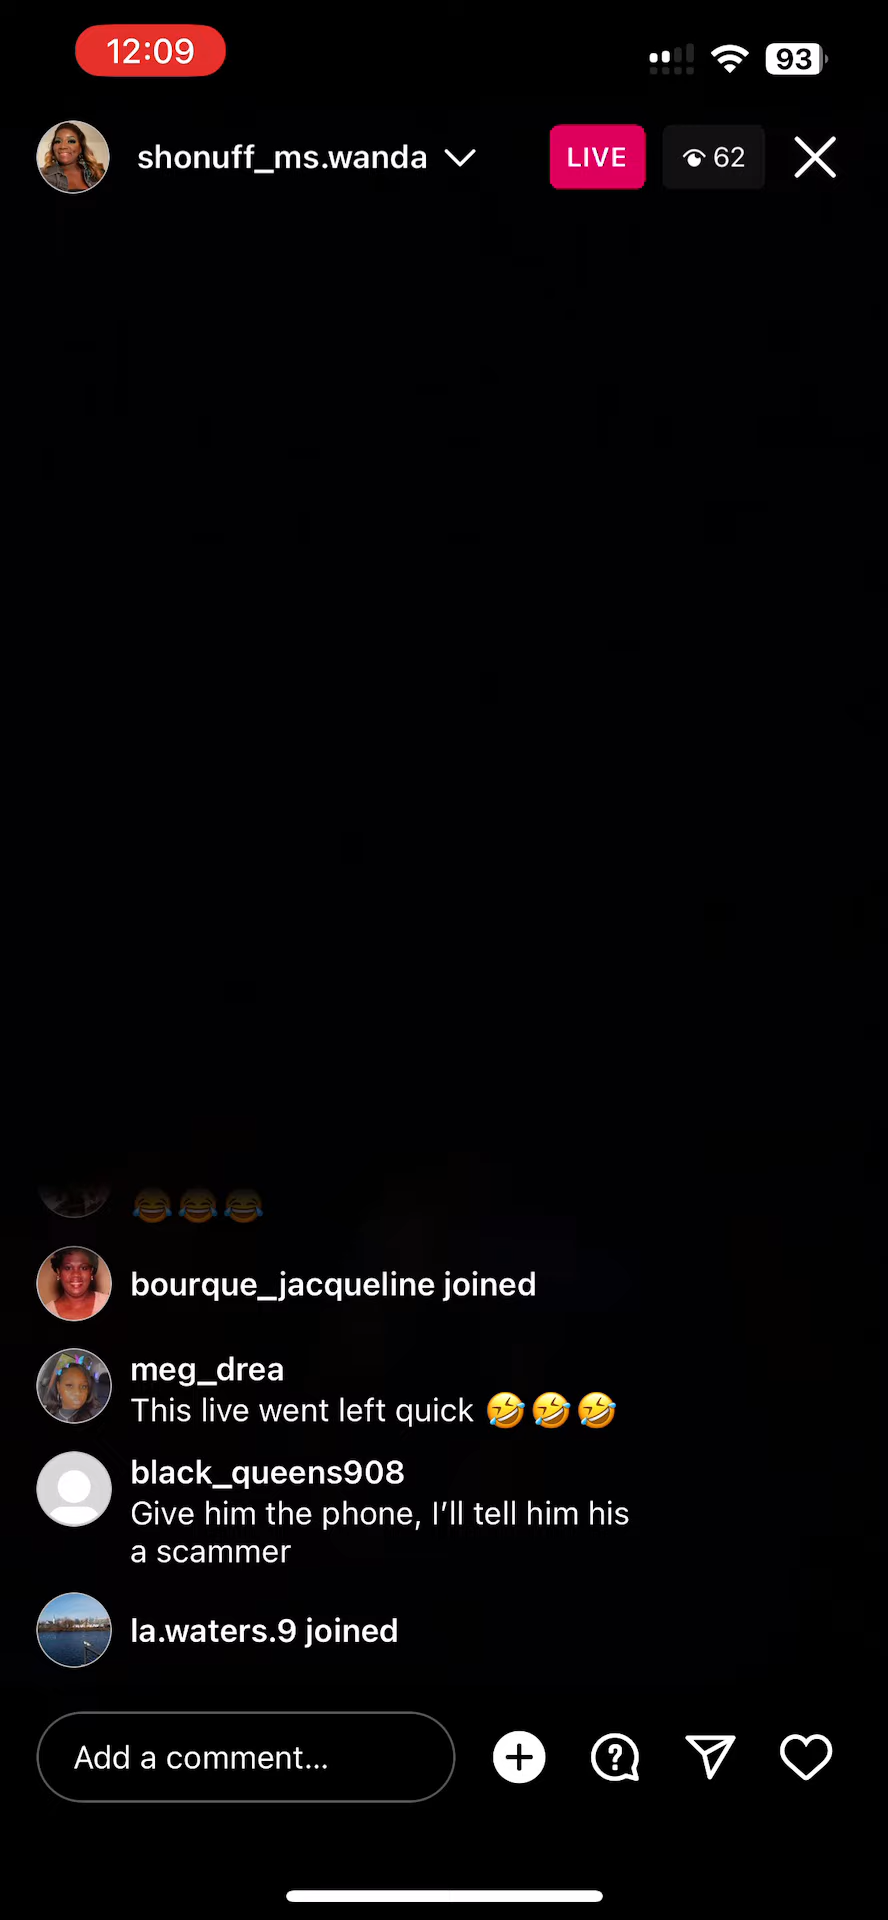 12:09
93
shonuff_ms.wanda
LIVE
62
😂😂😂
bourque_jacqueline joined
meg_drea
This live went left quick 🤣🤣🤣
black_queens908
Give him the phone, I’ll tell him his
a scammer
la.waters.9 joined
Add a comment...